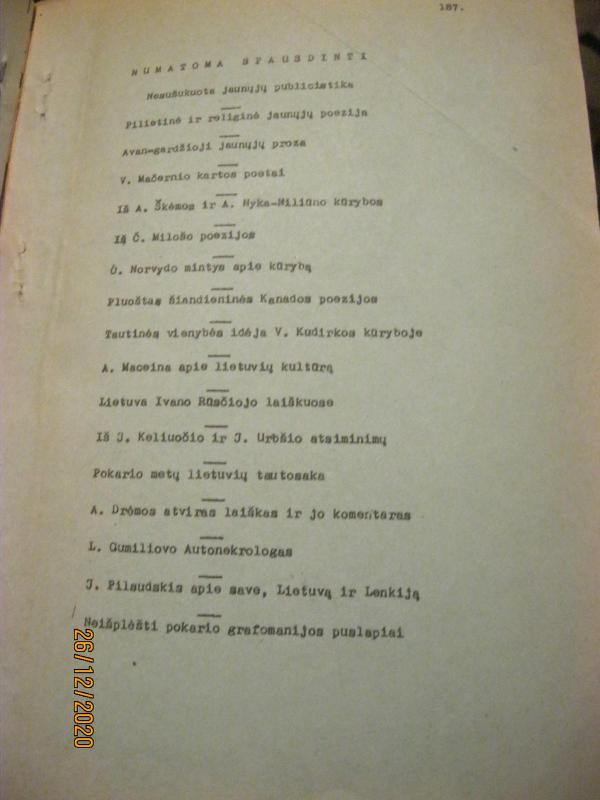 187.
NUMATOMA SPAUSDINTI
Nesušukuota jaunųjų publicistika
Pilietinė ir religinė jaunųjų poezija
Avan-gardžioji jaunųjų proza
V. Mačernio kartos poetai
Iš A. Škėmos ir A. Nyka-Niliūno kūrybos
Iš Č. Milošo poezijos
C. Norvydo mintys apie kūrybą
Pluoštas šiandieninės Kanados poezijos
Tautinės vienybės idėja V. Kudirkos kūryboje
A. Maceina apie lietuvių kultūrą
Lietuva Ivano Rūsčiojo laiškuose
Iš J. Keliuočio ir J. Urbšio atsiminimų
Pokario metų lietuvių tautosaka
A. Drėmos atviras laiškas ir jo komentaras
L. Gumiliovo Autonekrologas
J. Pilsudskis apie save, Lietuvą ir Lenkiją
Neišplėšti pokario grafomanijos puslapiai
26/12/2020